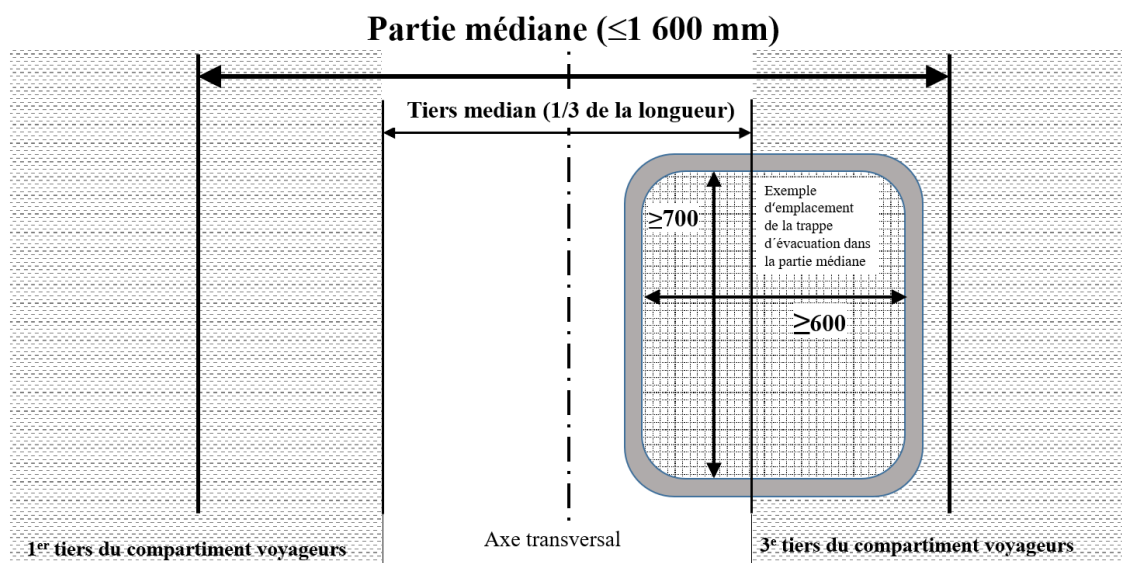 Partie médiane (≤1 600 mm)
Tiers median (1/3 de la longueur)
Exemple
d'emplacement
de la trappe
d´évacuation dans
la partie médiane
≥700
≥600
Axe transversal
1er tiers du compartiment voyageurs
3e tiers du compartiment voyageurs